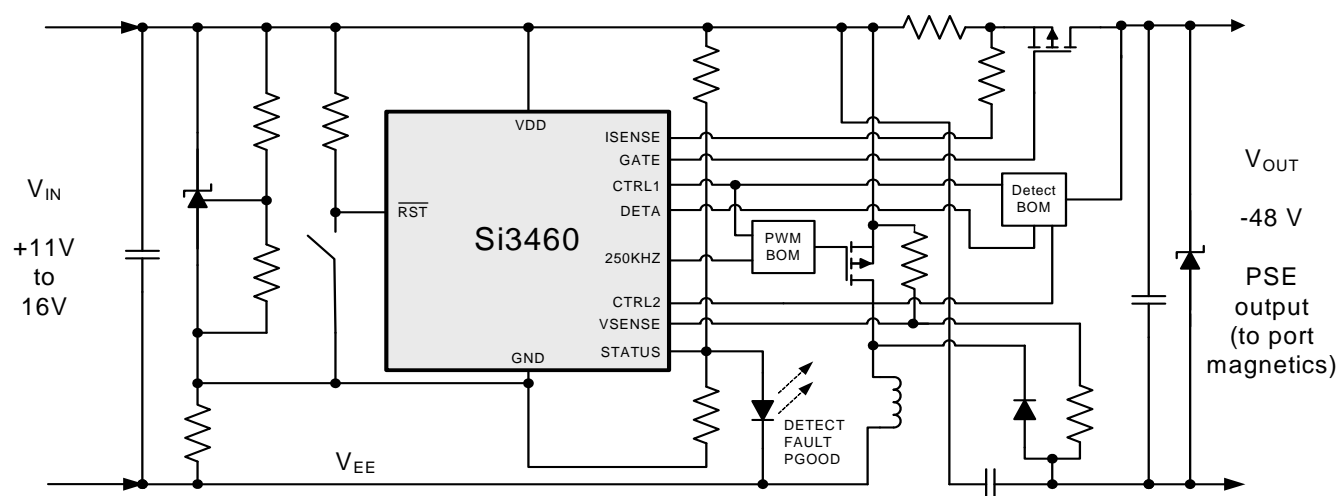 V_IN
+11V
to
16V
VDD
RST
Si3460
GND
ISENSE
GATE
CTRL1
DETA
250KHZ
CTRL2
VSENSE
STATUS
PWM
BOM
Detect
BOM
DETECT
FAULT
PGOOD
V_EE
V_OUT
-48 V
PSE
output
(to port
magnetics)